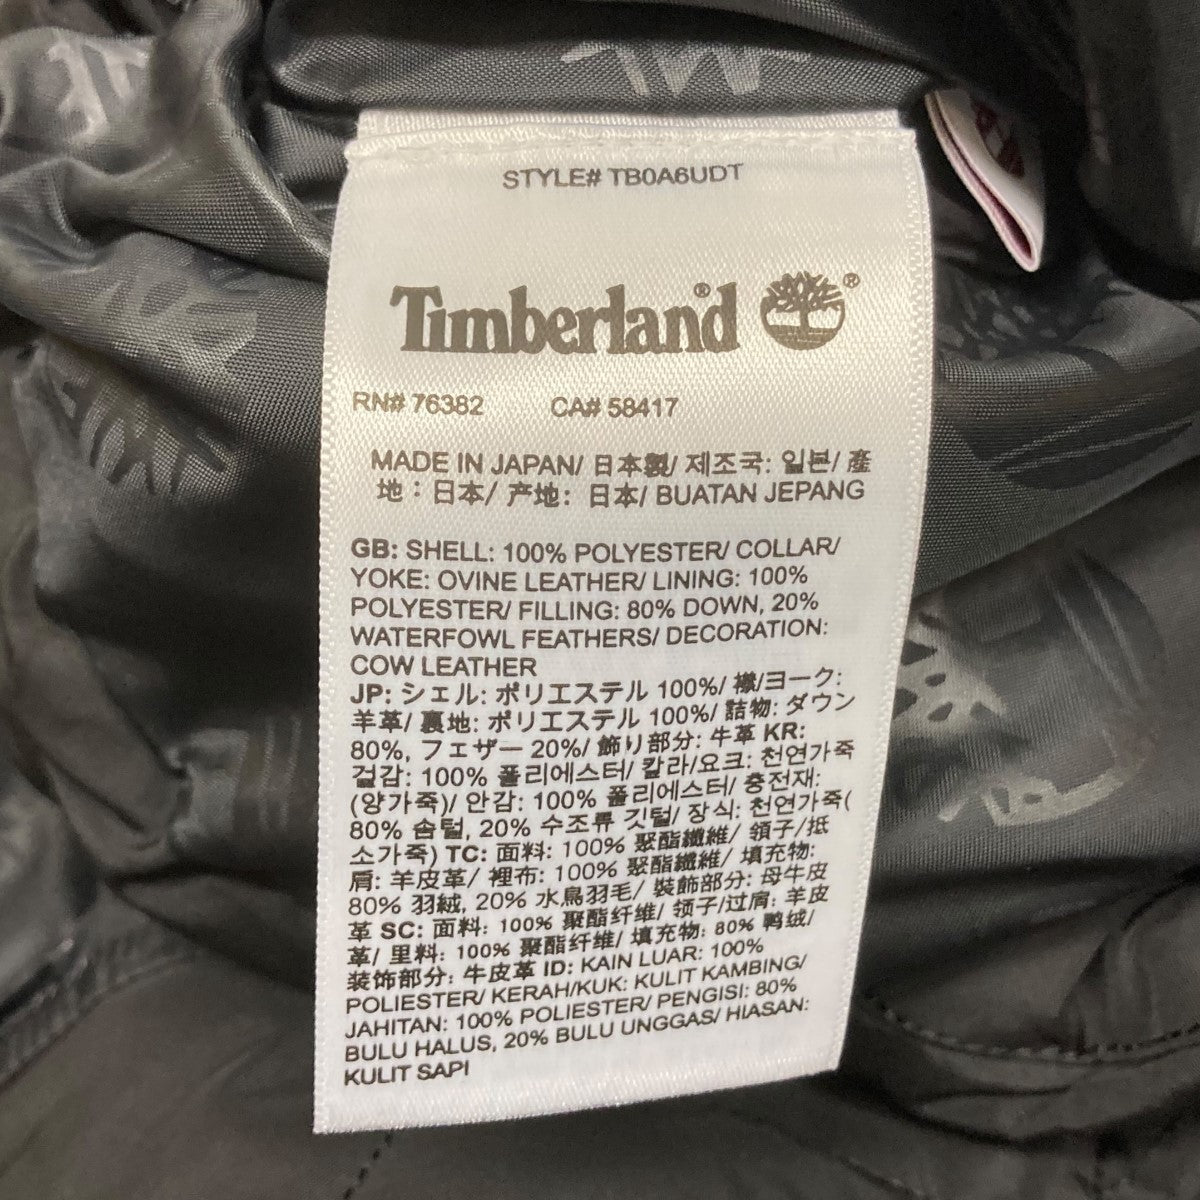 STYLE# TB0A6UDT
Timberland®
®
RN# 76382 CA# 58417
MADE IN JAPAN/ 日本製/ 제조국: 일본/ 產
地：日本/ 产地：日本/ BUATAN JEPANG
GB: SHELL: 100% POLYESTER/ COLLAR/
YOKE: OVINE LEATHER/ LINING: 100%
POLYESTER/ FILLING: 80% DOWN, 20%
WATERFOWL FEATHERS/ DECORATION:
COW LEATHER
JP: シェル: ポリエステル 100%/ 襟/ヨーク:
羊革/ 裏地: ポリエステル 100%/ 詰物: ダウン
80%, フェザー 20%/ 飾り部分: 牛革 KR:
겉감: 100% 폴리에스터/ 칼라/요크: 천연가죽
(양가죽)/ 안감: 100% 폴리에스터/ 충전재:
80% 솜털, 20% 수조류 깃털/ 장식: 천연가죽(
소가죽) TC: 面料: 100% 聚酯纖維/ 領子/抵
肩: 羊皮革/ 裡布: 100% 聚酯纖維/ 填充物:
80% 羽絨, 20% 水鳥羽毛/ 裝飾部分: 母牛皮
革 SC: 面料: 100% 聚酯纤维/ 领子/过肩: 羊皮
革/ 里料: 100% 聚酯纤维/ 填充物: 80% 鸭绒/
装饰部分: 牛皮革 ID: KAIN LUAR: 100%
POLIESTER/ KERAH/KUK: KULIT KAMBING/
JAHITAN: 100% POLIESTER/ PENGISI: 80%
BULU HALUS, 20% BULU UNGGAS/ HIASAN:
KULIT SAPI